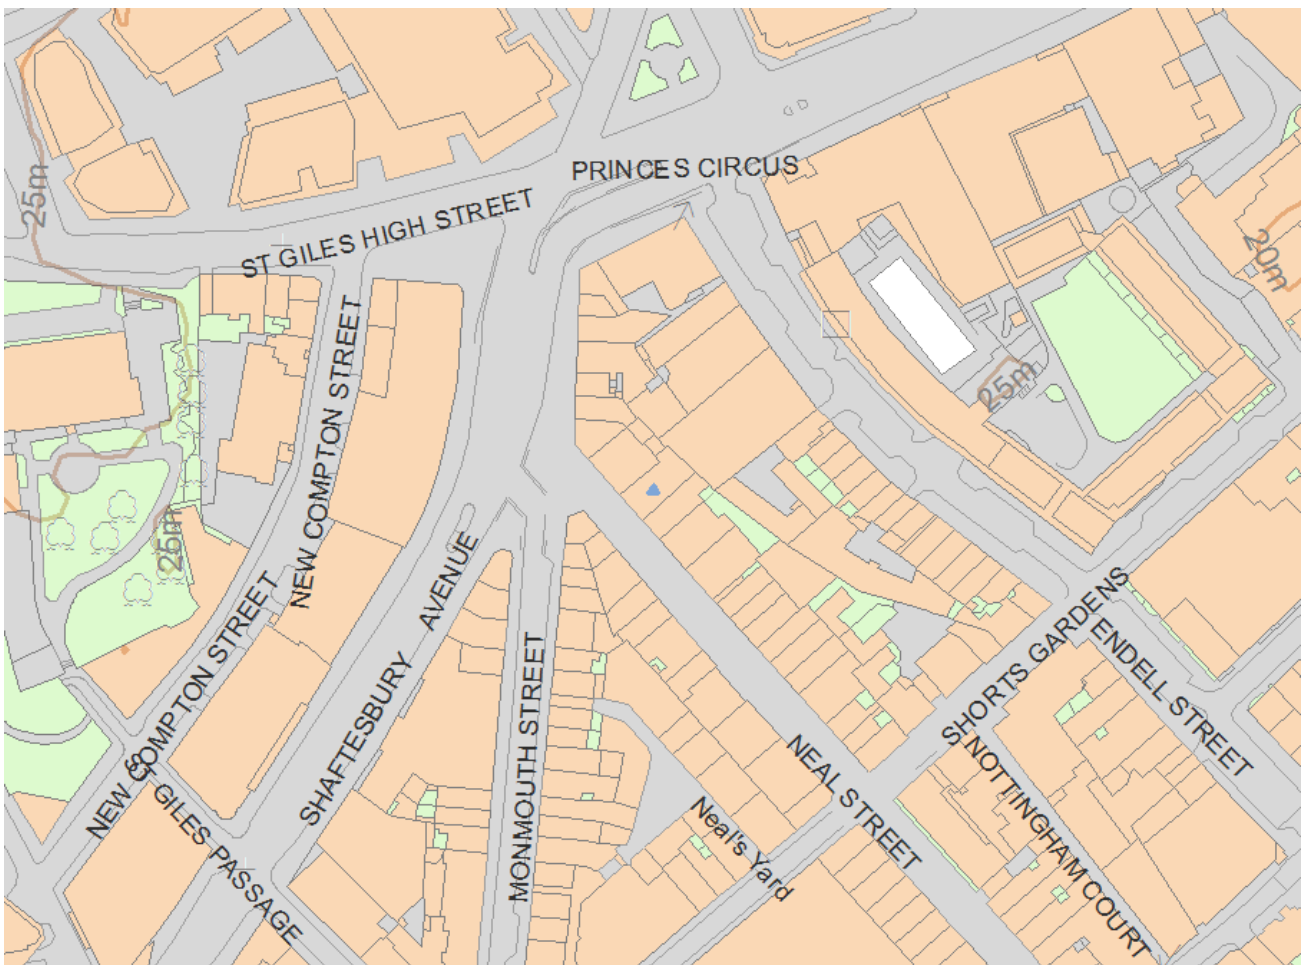 PRINCES CIRCUS
25m
ST GILES HIGH STREET
20m
NEW COMPTON STREET
25m
25m
AVENUE
SHORTS GARDENS
NEW COMPTON STREET
SHAFTESBURY
MONMOUTH STREET
ENDELL STREET
NEAL STREET
NOTTINGHAM COURT
ST GILES PASSAGE
Neal's Yard